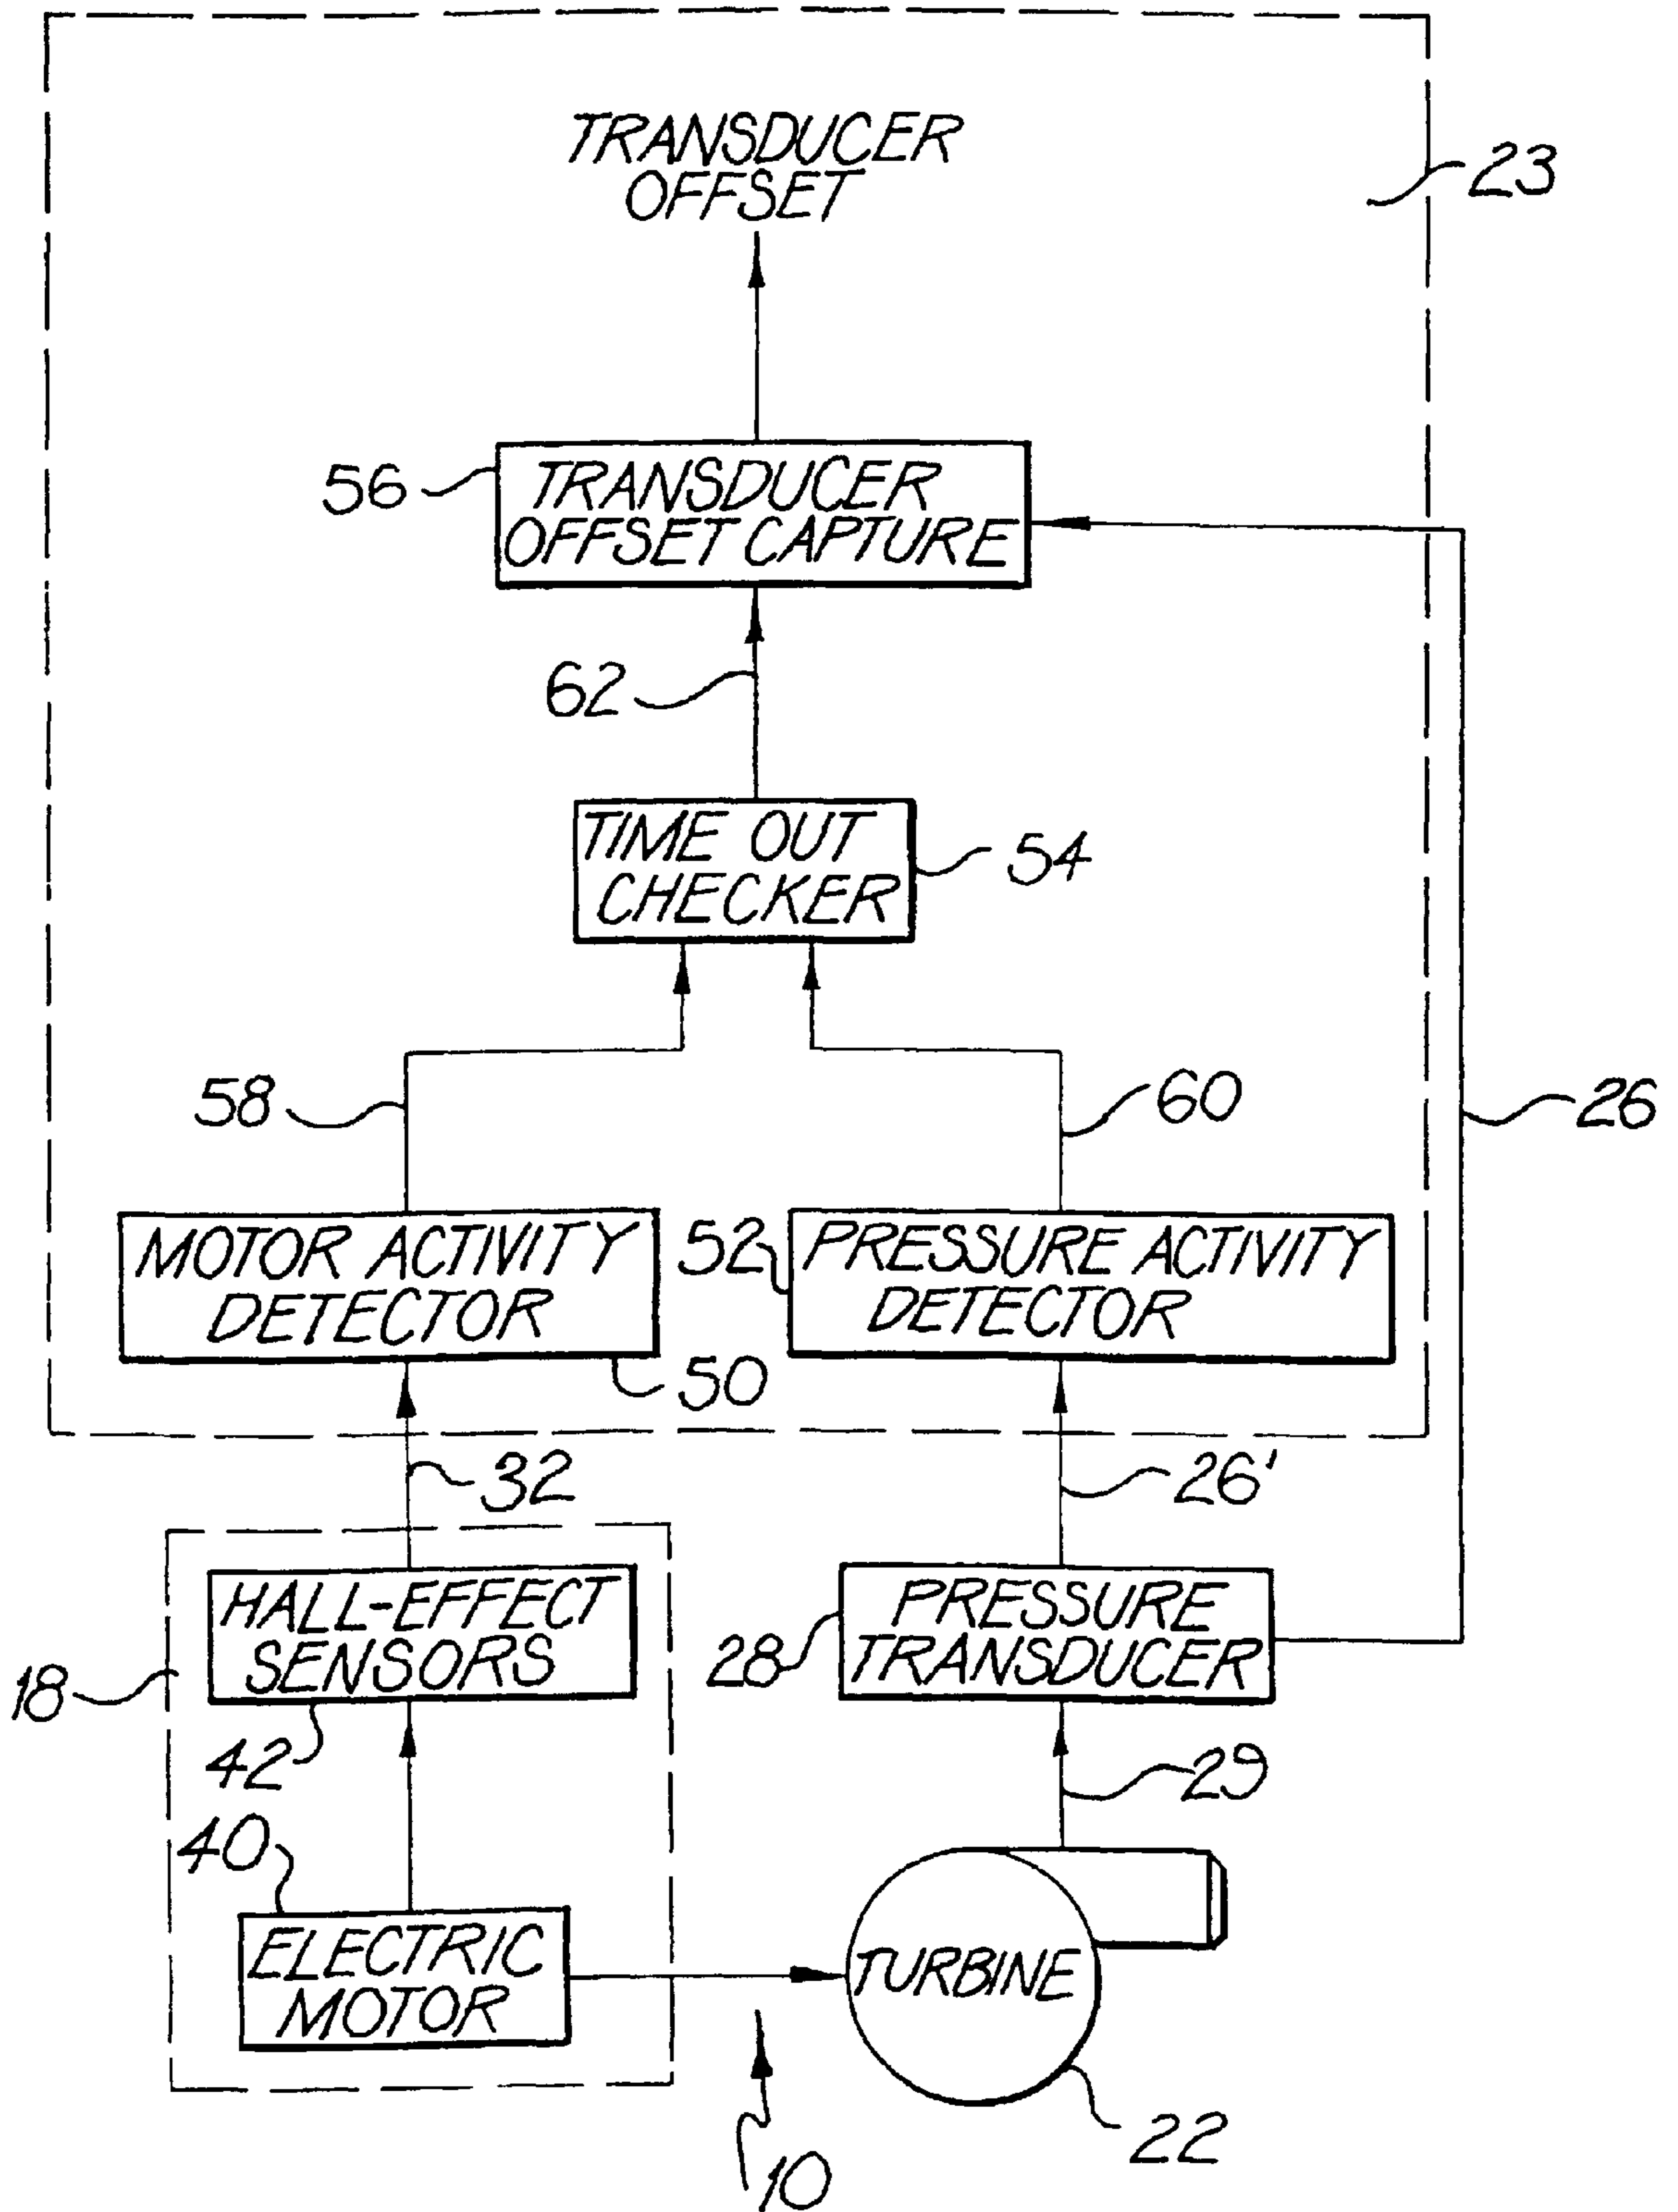 TRANSDUCER
OFFSET
23
56
TRANSDUCER
OFFSET CAPTURE
62
TIME OUT
CHECKER
54
58
60
26
MOTOR ACTIVITY
DETECTOR
50
52
PRESSURE ACTIVITY
DETECTOR
32
26'
HALL-EFFECT
SENSORS
18
42
28
PRESSURE
TRANSDUCER
29
40
ELECTRIC
MOTOR
TURBINE
22
10